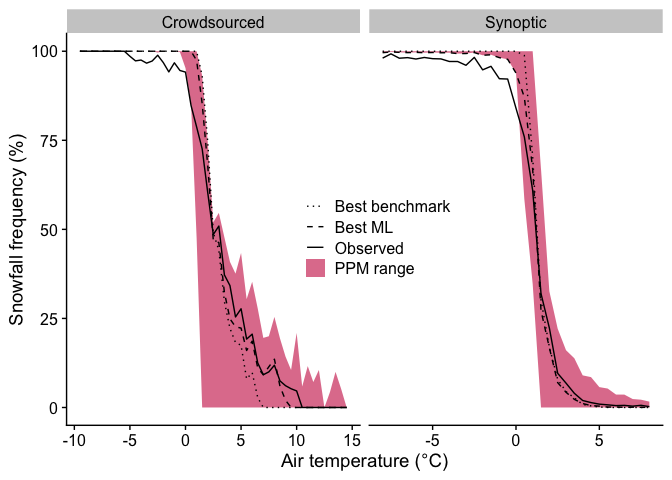 Crowdsourced
Synoptic
Snowfall frequency (%)
100
75
50
25
0
Best benchmark
Best ML
Observed
PPM range
-10 -5 0 5 10 15
-5 0 5
Air temperature (°C)